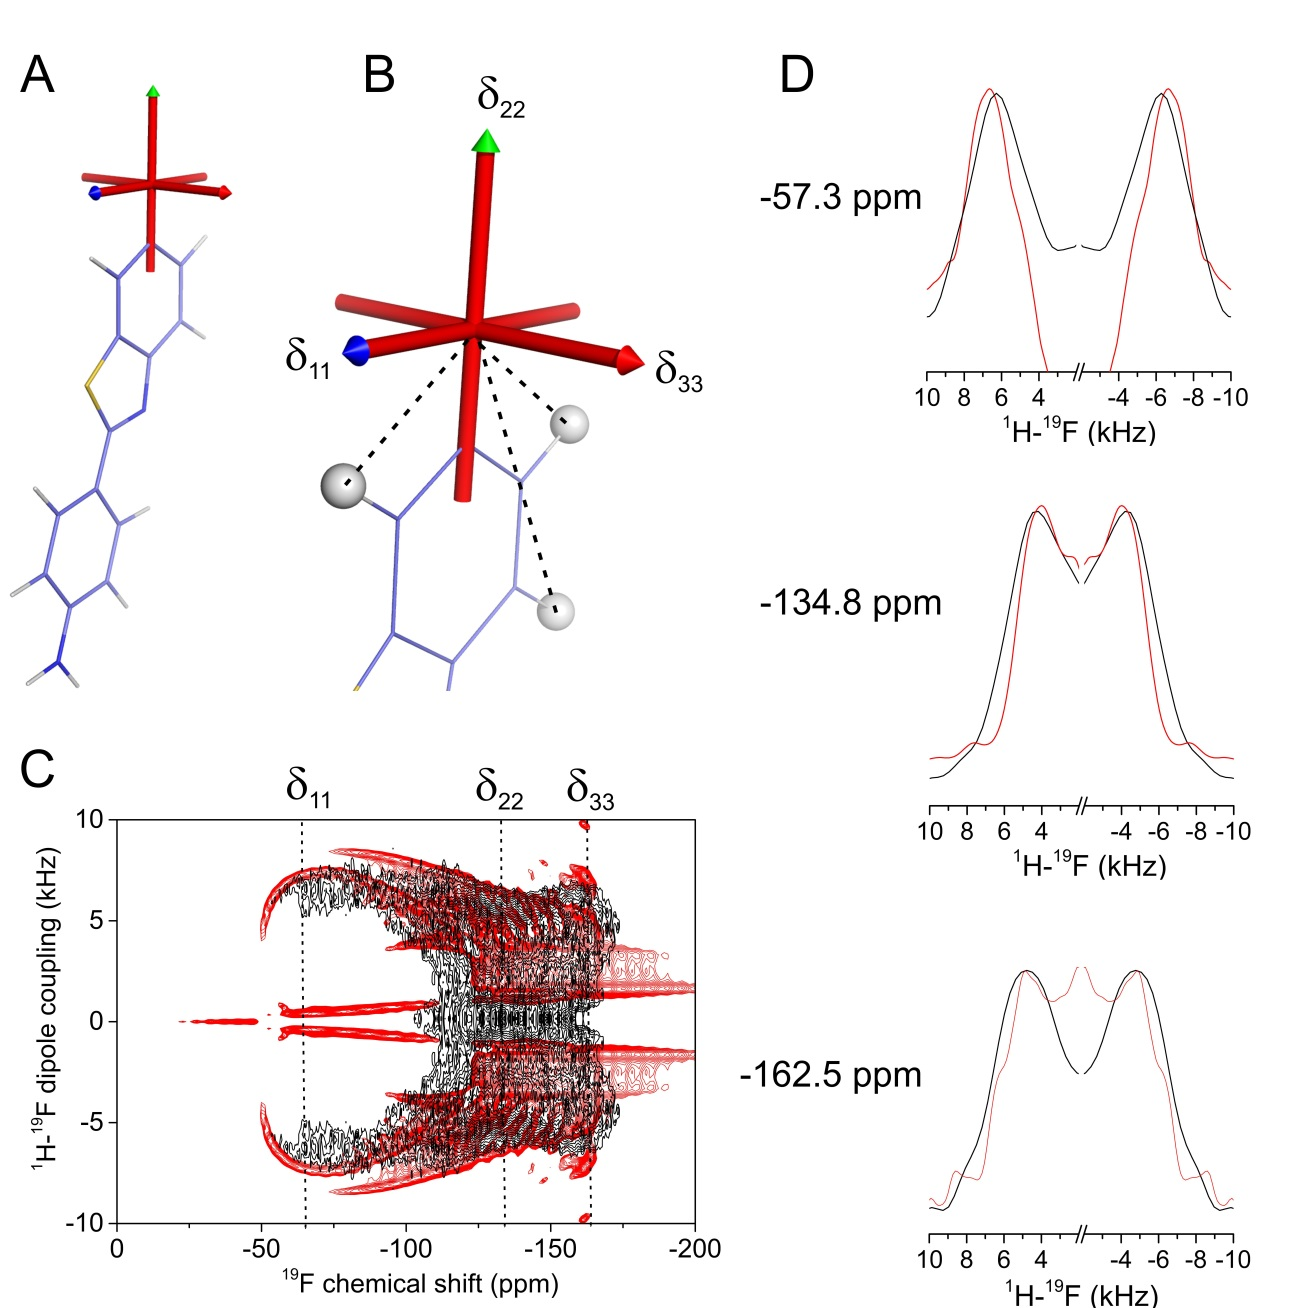 A
B
δ22
δ11
δ33
C
δ11 δ22 δ33
10
5
0
-5
-10
¹H-¹⁹F dipole coupling (kHz)
0 -50 -100 -150 -200
¹⁹F chemical shift (ppm)
D
-57.3 ppm
10 8 6 4 -4 -6 -8 -10
¹H-¹⁹F (kHz)
-134.8 ppm
10 8 6 4 -4 -6 -8 -10
¹H-¹⁹F (kHz)
-162.5 ppm
10 8 6 4 -4 -6 -8 -10
¹H-¹⁹F (kHz)